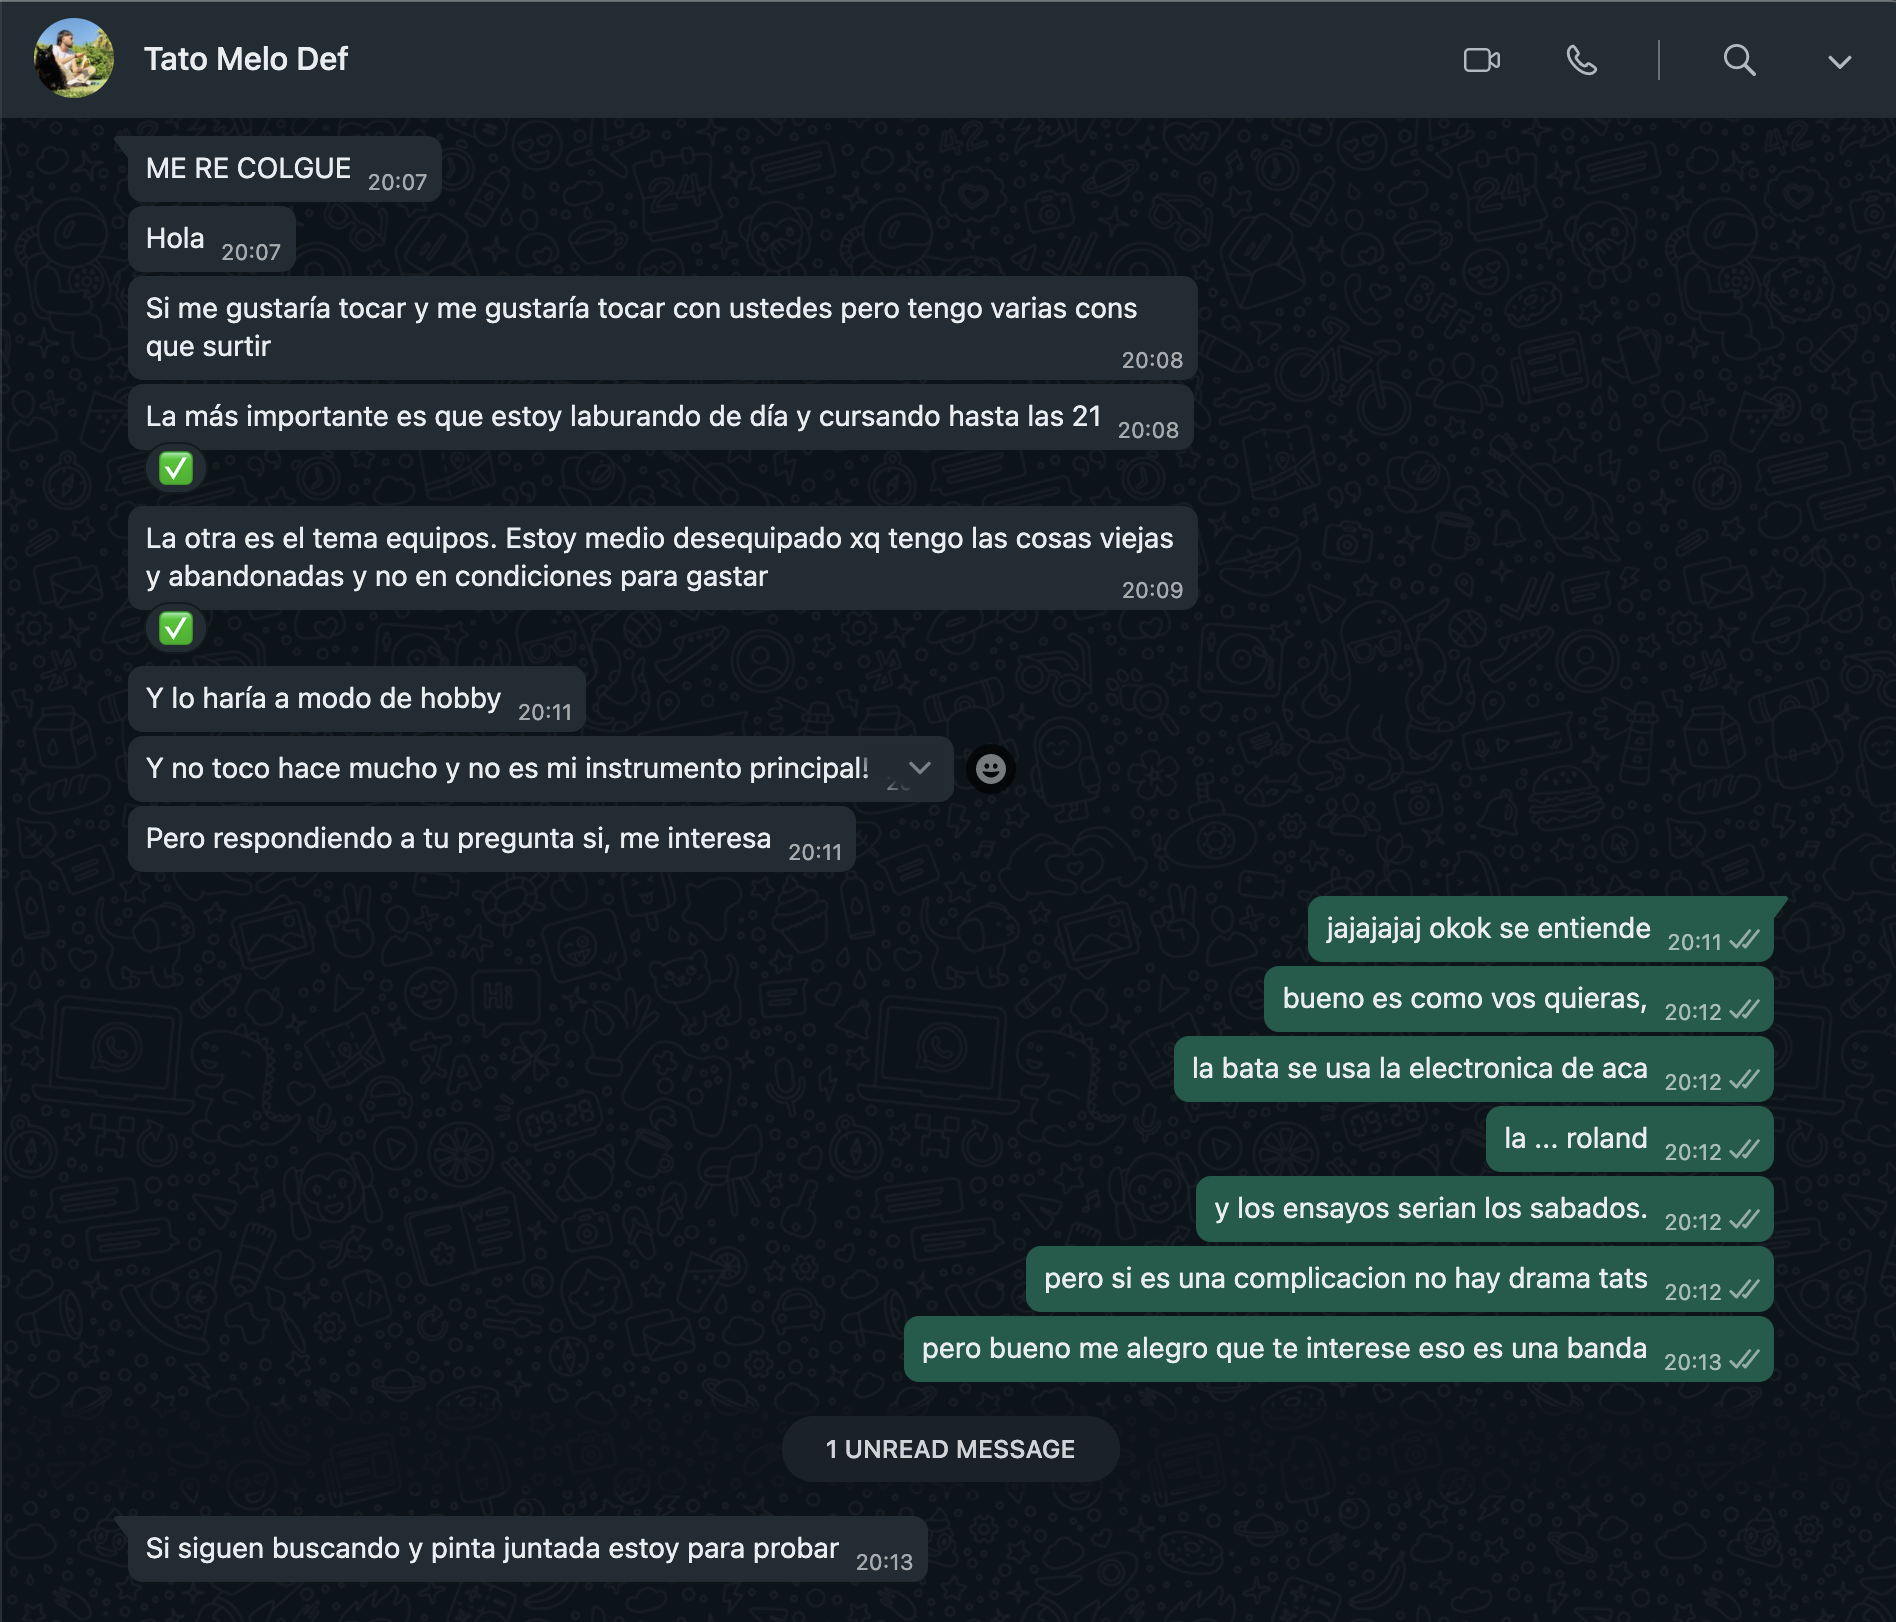 Tato Melo Def
ME RE COLGUE 20:07
Hola 20:07
Si me gustaría tocar y me gustaría tocar con ustedes pero tengo varias cons
que surtir
20:08
La más importante es que estoy laburando de día y cursando hasta las 21 20:08
La otra es el tema equipos. Estoy medio desequipado xq tengo las cosas viejas
y abandonadas y no en condiciones para gastar
20:09
Y lo haría a modo de hobby 20:11
Y no toco hace mucho y no es mi instrumento principal!
Pero respondiendo a tu pregunta si, me interesa 20:11
jajajajaj okok se entiende 20:11
bueno es como vos quieras, 20:12
la bata se usa la electronica de aca 20:12
la ... roland 20:12
y los ensayos serian los sabados. 20:12
pero si es una complicacion no hay drama tats 20:12
pero bueno me alegro que te interese eso es una banda 20:13
1 UNREAD MESSAGE
Si siguen buscando y pinta juntada estoy para probar 20:13